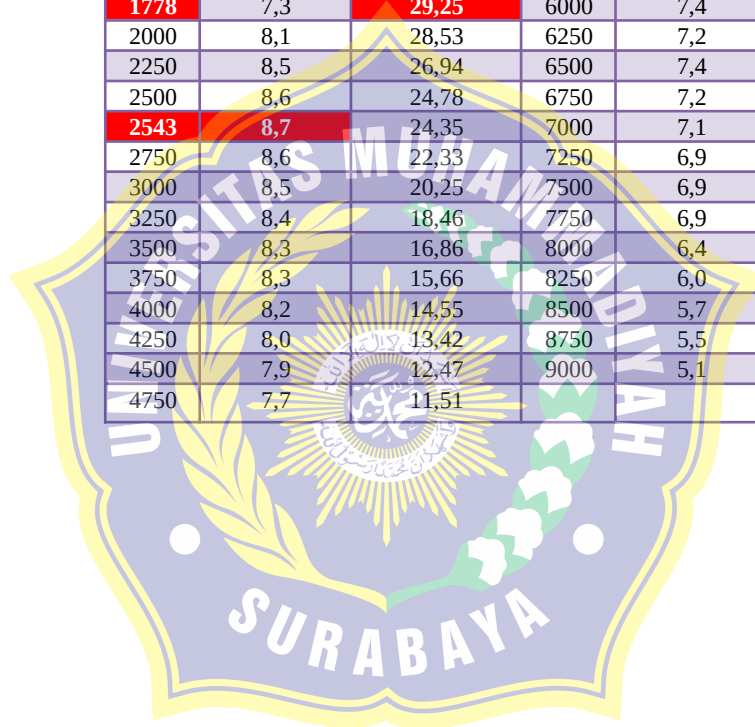 1778 7,3 29,25 6000 7,4
2000 8,1 28,53 6250 7,2
2250 8,5 26,94 6500 7,4
2500 8,6 24,78 6750 7,2
2543 8,7 24,35 7000 7,1
2750 8,6 22,33 7250 6,9
3000 8,5 20,25 7500 6,9
3250 8,4 18,46 7750 6,9
3500 8,3 16,86 8000 6,4
3750 8,3 15,66 8250 6,0
4000 8,2 14,55 8500 5,7
4250 8,0 13,42 8750 5,5
4500 7,9 12,47 9000 5,1
4750 7,7 11,51
UNIVERSITAS MUHAMMADIYAH
SURABAYA